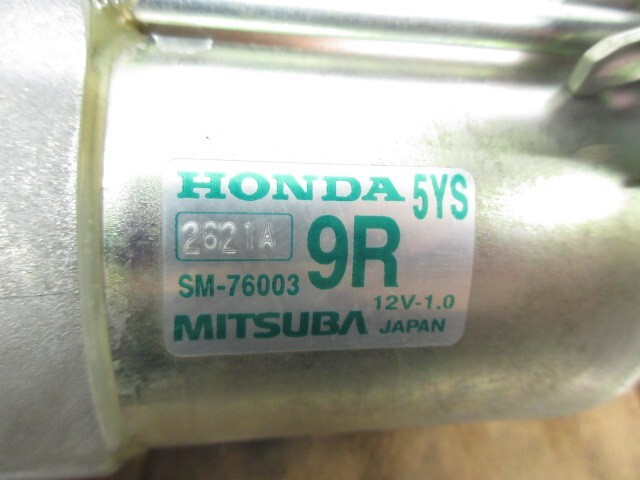 HONDA 5YS
2621A 9R
SM-76003
12V-1.0
MITSUBA JAPAN